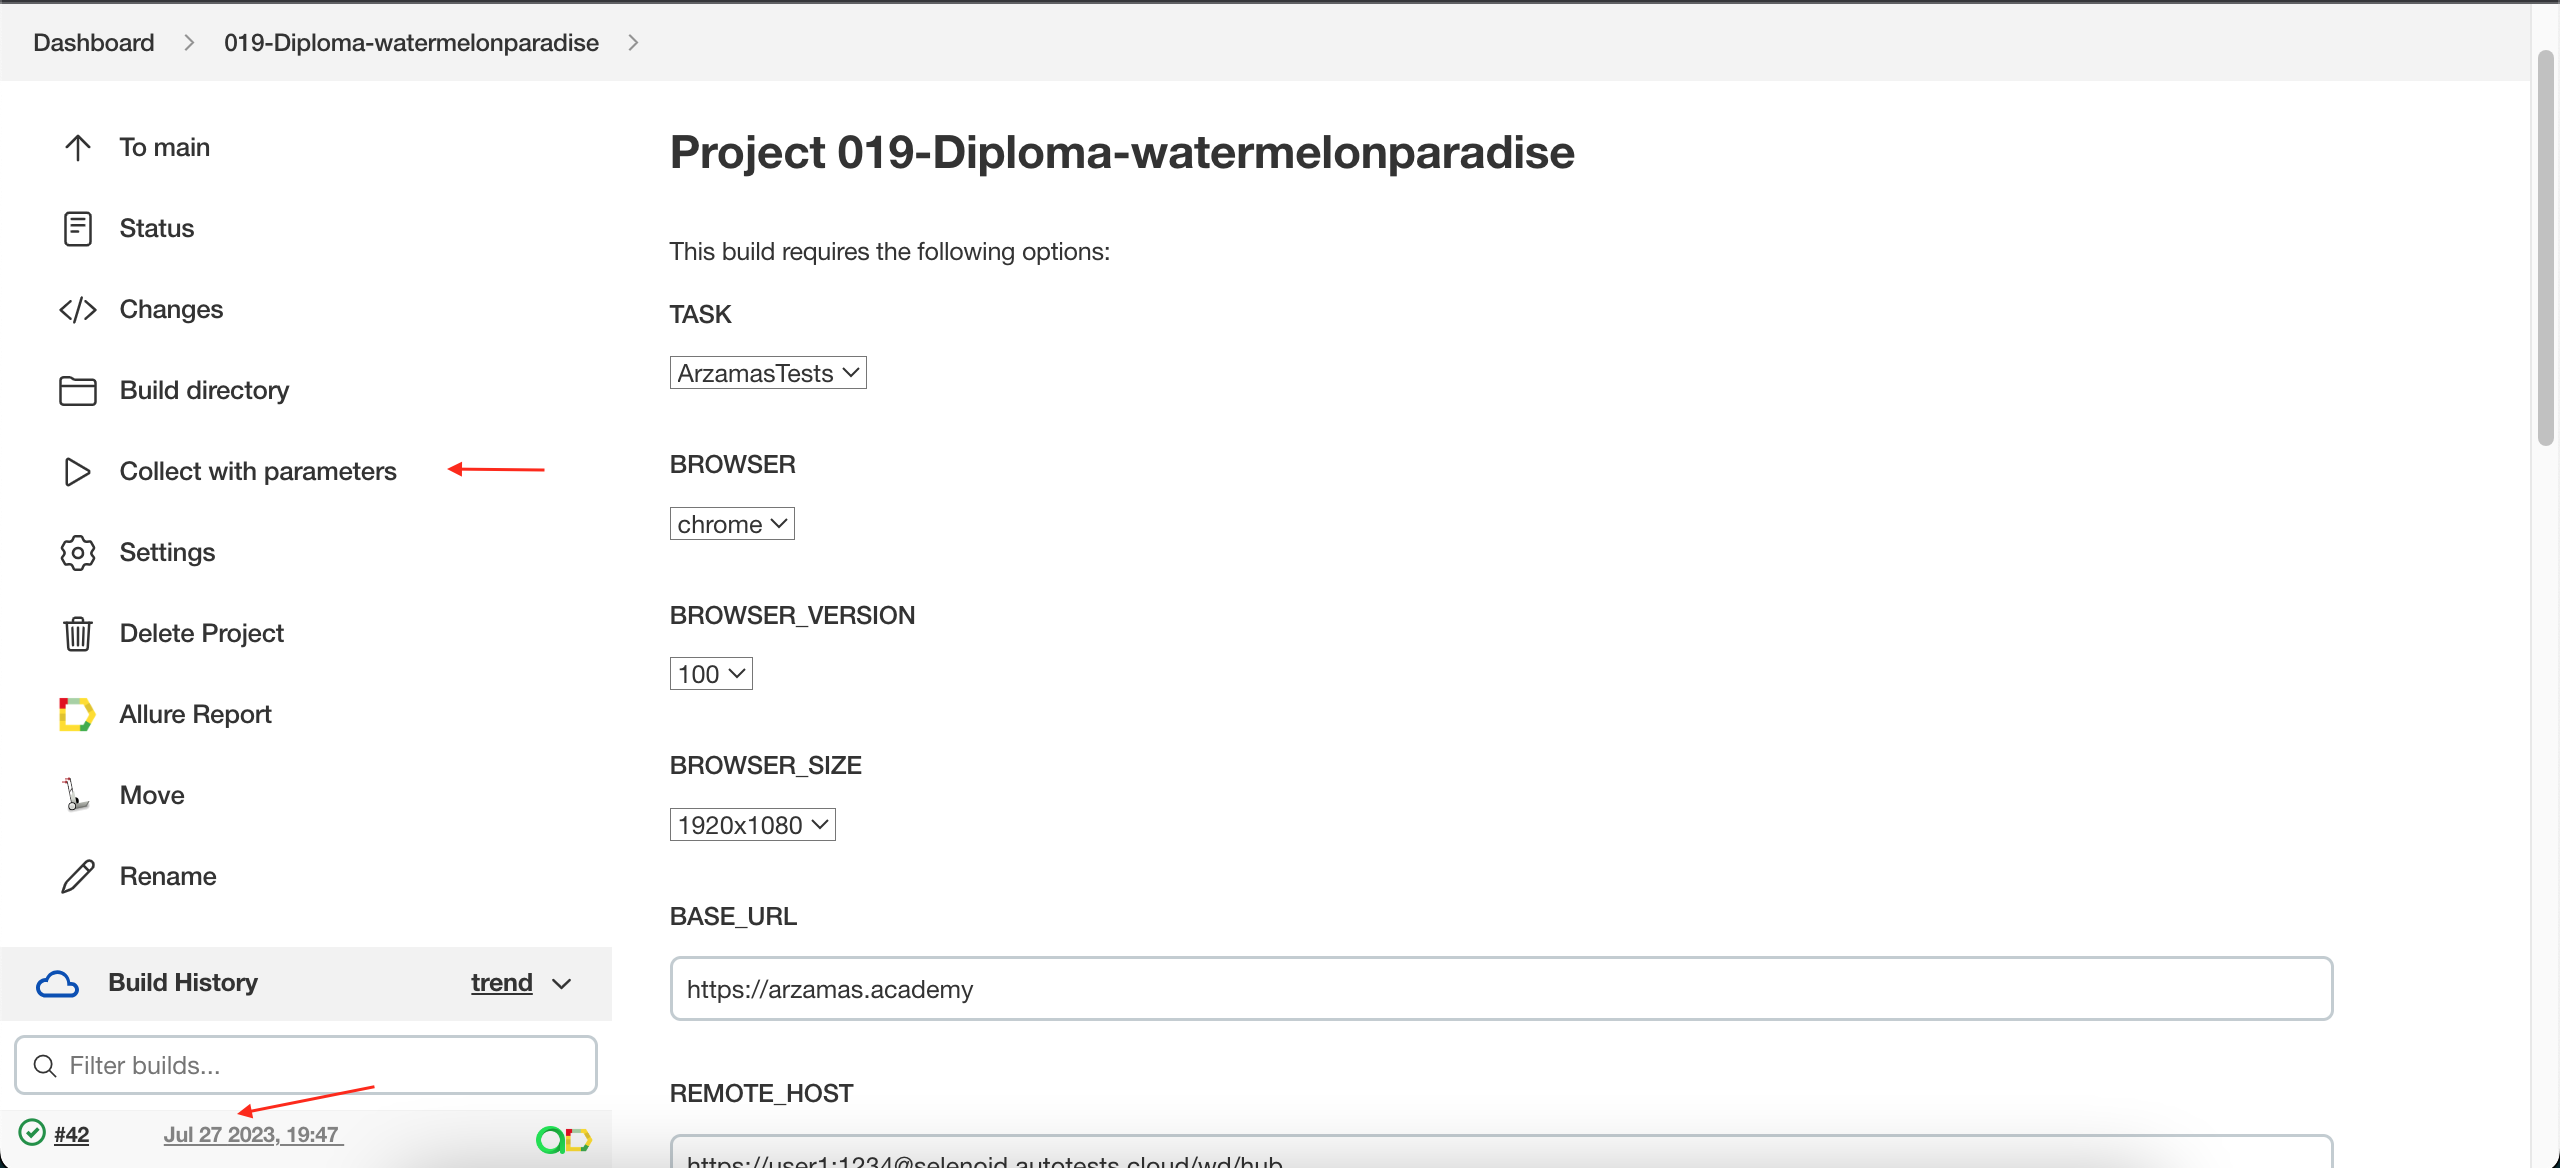 Dashboard
019-Diploma-watermelonparadise
To main
Status
Changes
Build directory
Collect with parameters
Settings
Delete Project
Allure Report
Move
Rename
Build History
trend
Filter builds...
#42
Jul 27 2023, 19:47
Project 019-Diploma-watermelonparadise
This build requires the following options:
TASK
ArzamasTests
BROWSER
chrome
BROWSER_VERSION
100
BROWSER_SIZE
1920x1080
BASE_URL
https://arzamas.academy
REMOTE_HOST
https://user1:1234@selenoid.autotests.cloud/wd/hub